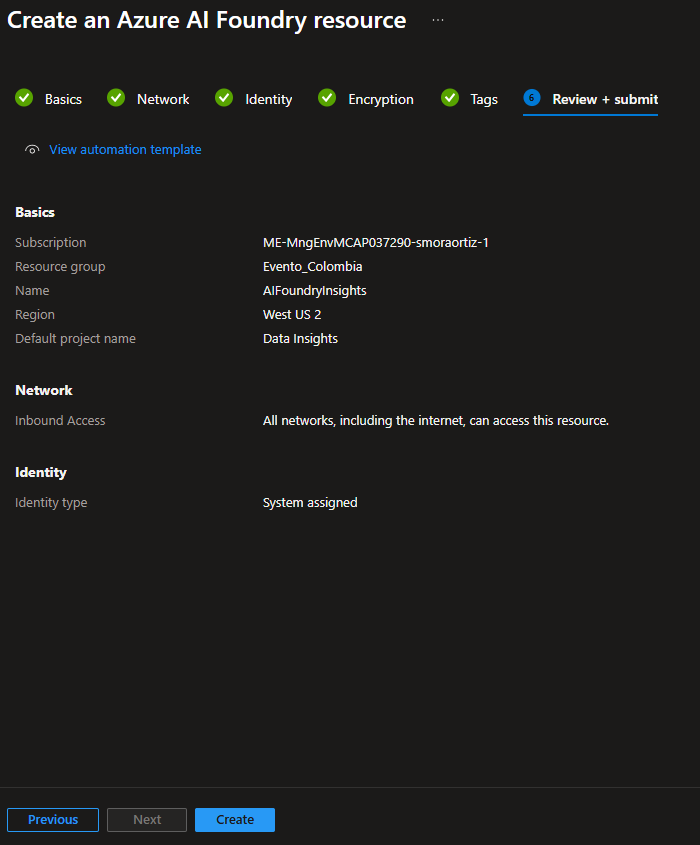 Create an Azure AI Foundry resource ...
Basics Network Identity Encryption Tags 6 Review + submit
View automation template
Basics
Subscription ME-MngEnvMCAP037290-smoraortiz-1
Resource group Evento_Colombia
Name AIFoundryInsights
Region West US 2
Default project name Data Insights
Network
Inbound Access All networks, including the internet, can access this resource.
Identity
Identity type System assigned
Previous Next Create